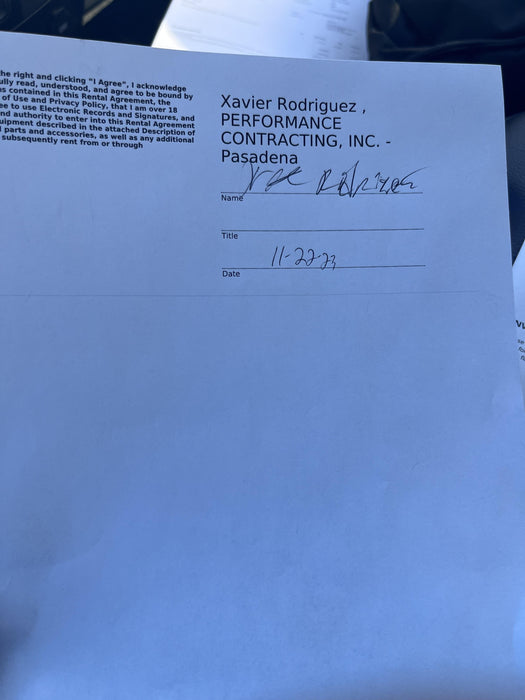 he right and clicking "I Agree", I acknowledge
ully read, understood, and agree to be bound by
s contained in this Rental Agreement, the
of Use and Privacy Policy, that I am over 18
ee to use Electronic Records and Signatures, and
nd authority to enter into this Rental Agreement
uipment described in the attached Description of
l parts and accessories, as well as any additional
subsequently rent from or through
Xavier Rodriguez ,
PERFORMANCE
CONTRACTING, INC. -
Pasadena
Name
Title
11-22-23
Date